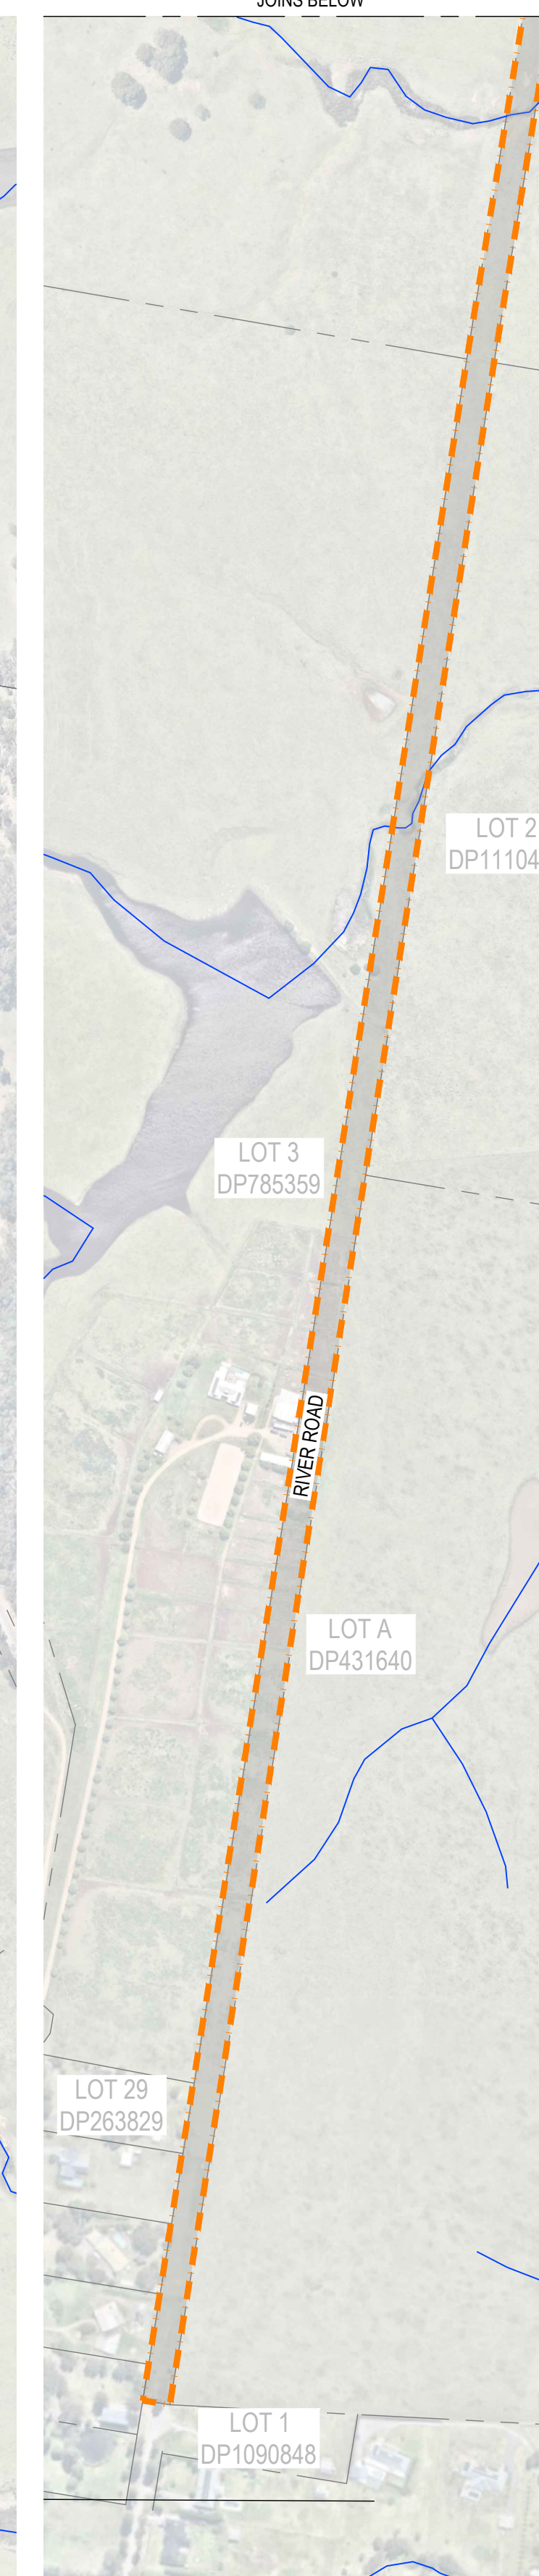 JOINS BELOW
LOT 2
DP11104
LOT 3
DP785359
RIVER ROAD
LOT A
DP431640
LOT 29
DP263829
LOT 1
DP1090848